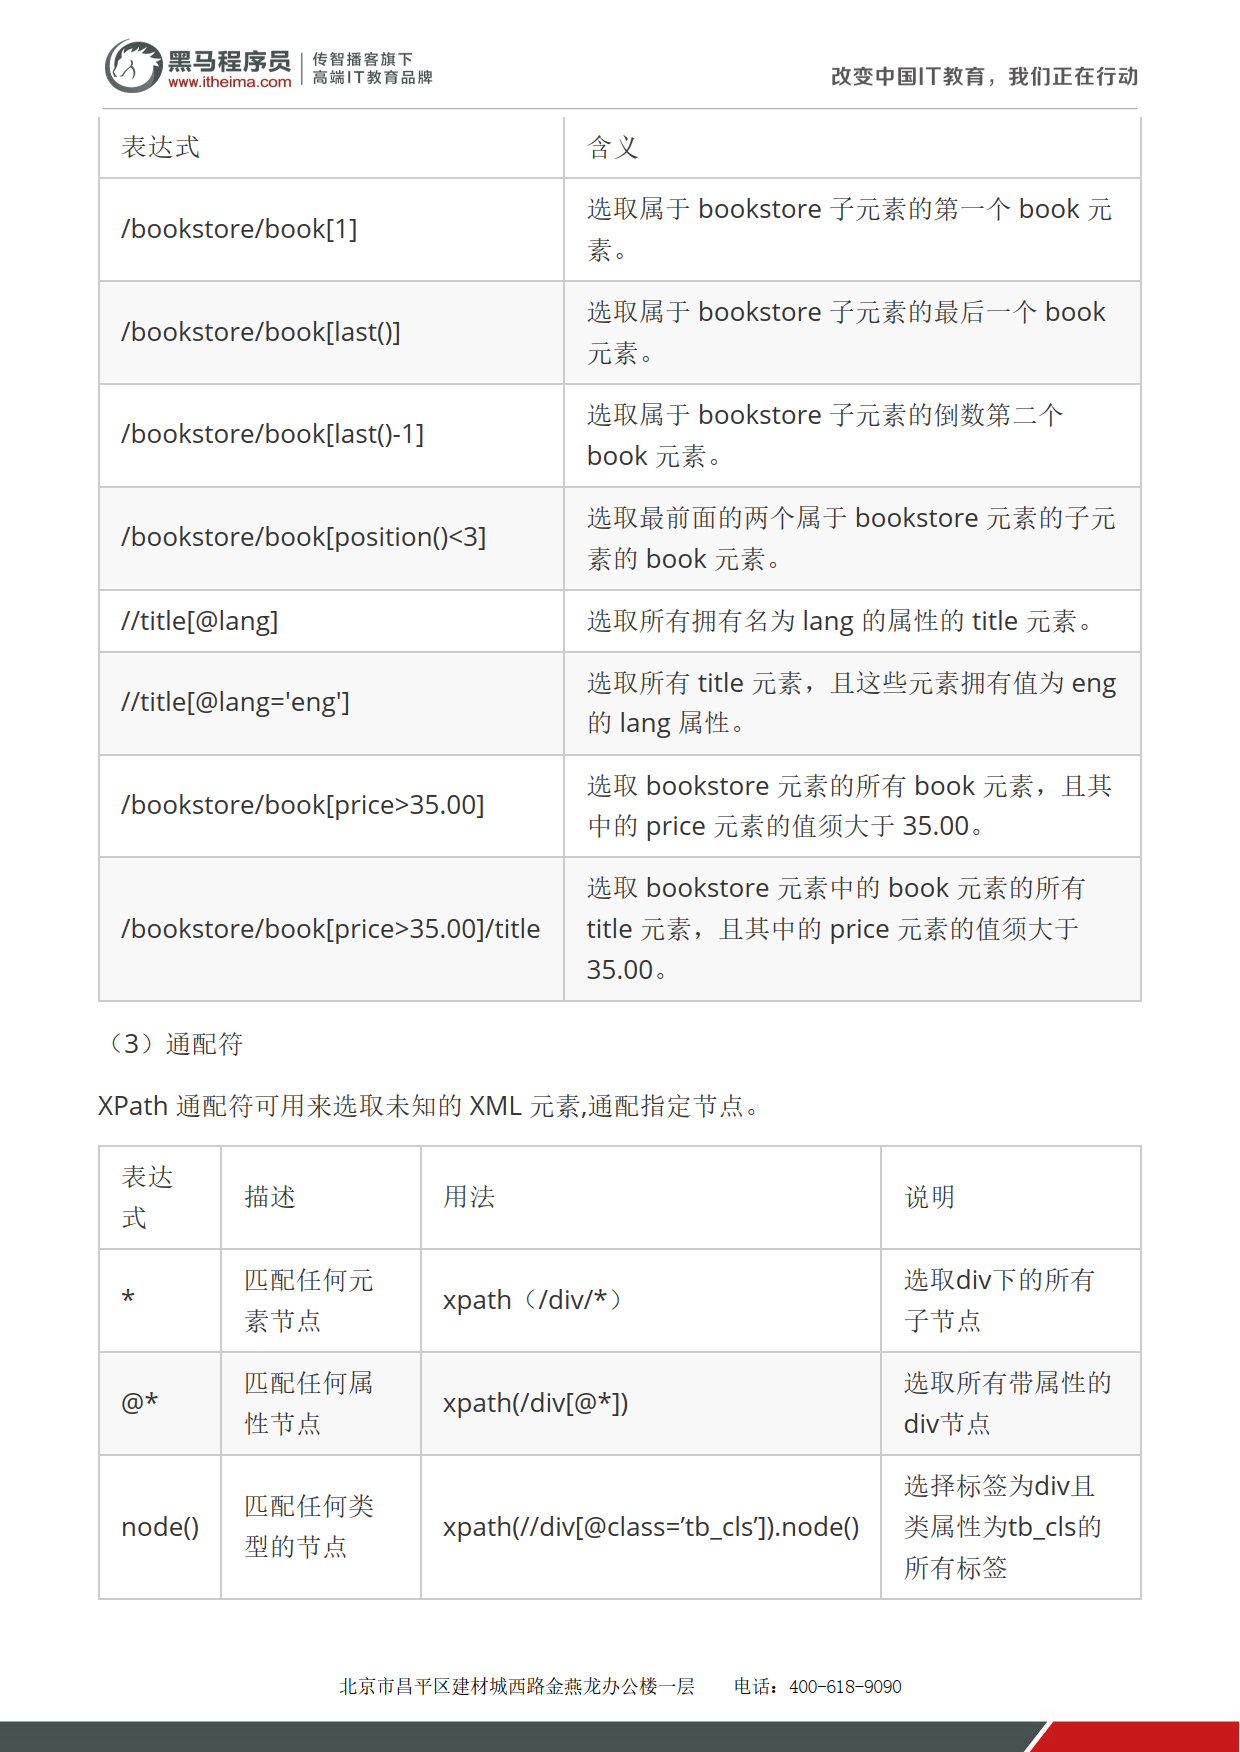 黑马程序员
www.itheima.com
传智播客旗下
高端IT教育品牌
改变中国IT教育，我们正在行动
表达式 含义
/bookstore/book[1] 选取属于 bookstore 子元素的第一个 book 元
素。
/bookstore/book[last()] 选取属于 bookstore 子元素的最后一个 book
元素。
/bookstore/book[last()-1] 选取属于 bookstore 子元素的倒数第二个
book 元素。
/bookstore/book[position()<3] 选取最前面的两个属于 bookstore 元素的子元
素的 book 元素。
//title[@lang] 选取所有拥有名为 lang 的属性的 title 元素。
//title[@lang='eng'] 选取所有 title 元素，且这些元素拥有值为 eng
的 lang 属性。
/bookstore/book[price>35.00] 选取 bookstore 元素的所有 book 元素，且其
中的 price 元素的值须大于 35.00。
/bookstore/book[price>35.00]/title 选取 bookstore 元素中的 book 元素的所有
title 元素，且其中的 price 元素的值须大于
35.00。
（3）通配符
XPath 通配符可用来选取未知的 XML 元素,通配指定节点。
表达
式 描述 用法 说明
* 匹配任何元
素节点 xpath（/div/*） 选取div下的所有
子节点
@* 匹配任何属
性节点 xpath(/div[@*]) 选取所有带属性的
div节点
node() 匹配任何类
型的节点 xpath(//div[@class=’tb_cls’]).node() 选择标签为div且
类属性为tb_cls的
所有标签
北京市昌平区建材城西路金燕龙办公楼一层 电话：400-618-9090